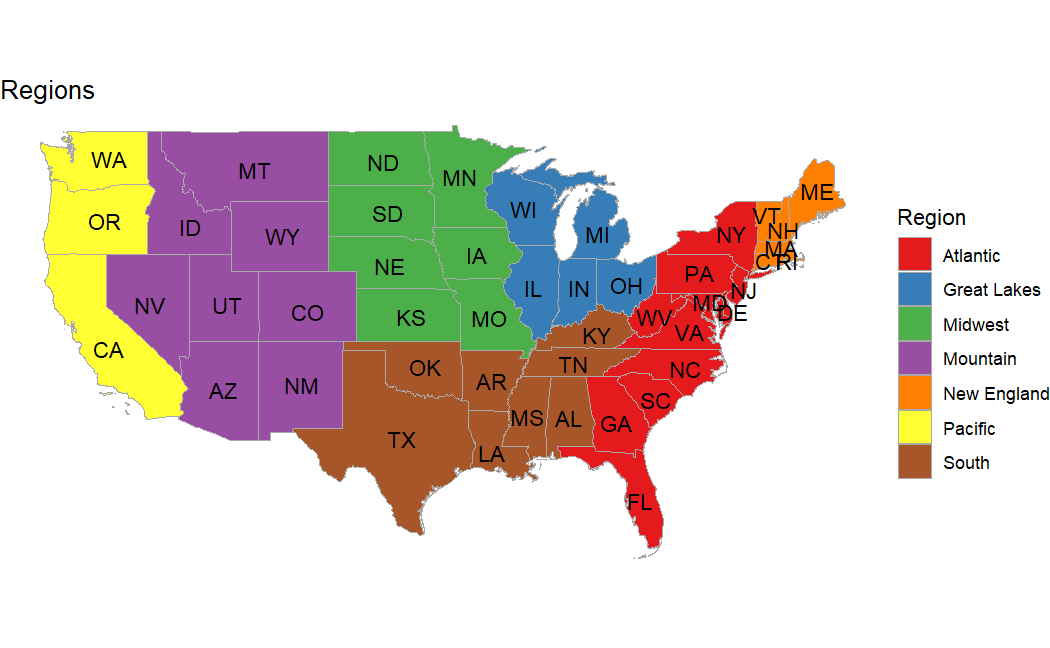 Regions
WA
MT
ND
MN
OR
ID
WY
SD
WI
MI
NY
VT
ME
NH
MA
CT
RI
NV
UT
CO
NE
IA
IL
IN
OH
PA
NJ
MD
DE
CA
KS
MO
WV
VA
KY
AZ
NM
OK
AR
TN
NC
SC
TX
LA
MS
AL
GA
FL
Region
Atlantic
Great Lakes
Midwest
Mountain
New England
Pacific
South